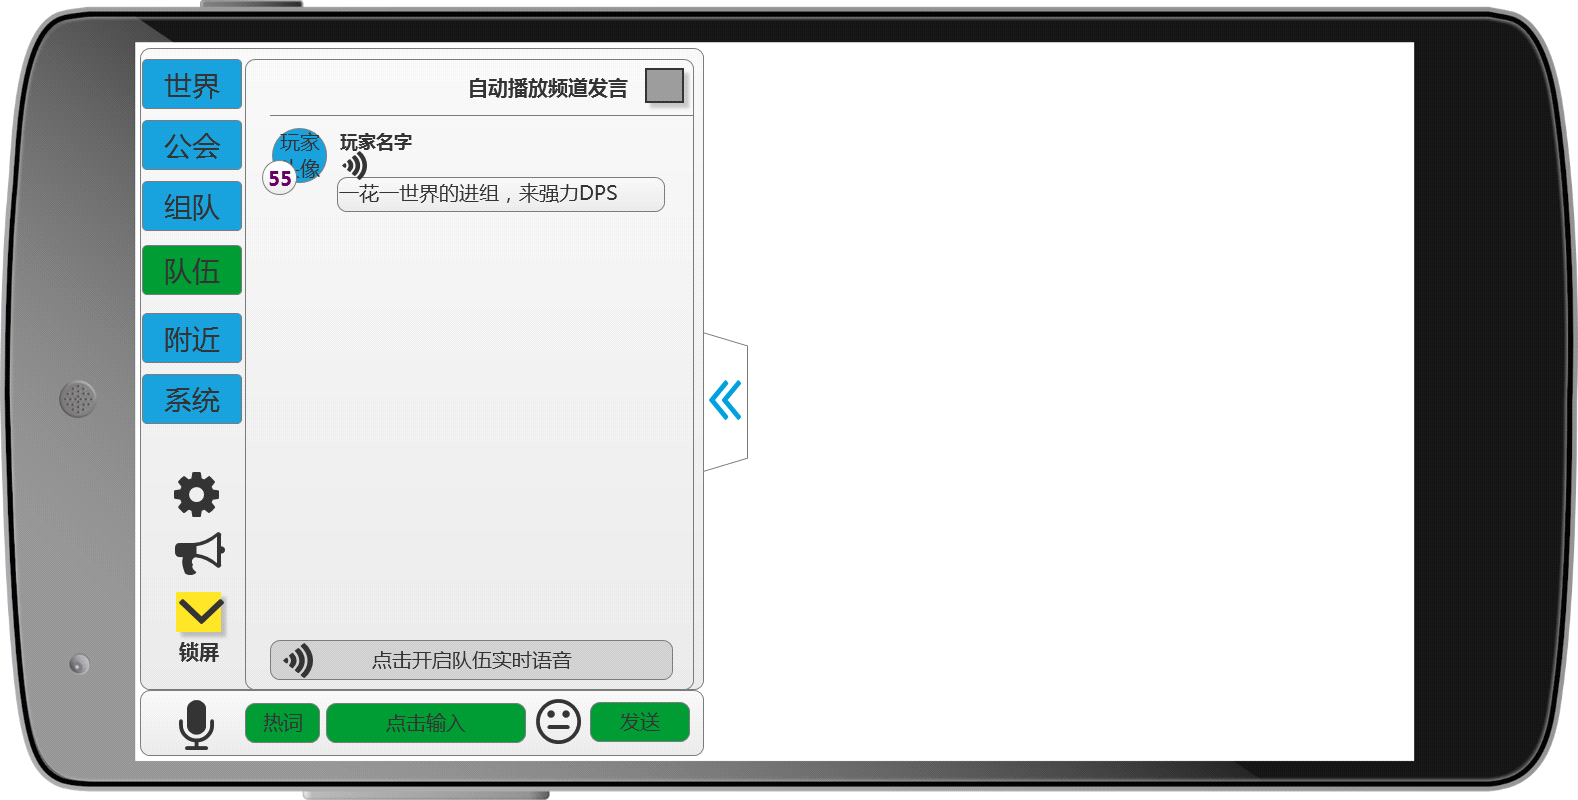 世界
公会
组队
队伍
附近
系统
锁屏
自动播放频道发言
玩家
头像
55
玩家名字
一花一世界的进组，来强力DPS
点击开启队伍实时语音
热词
点击输入
发送